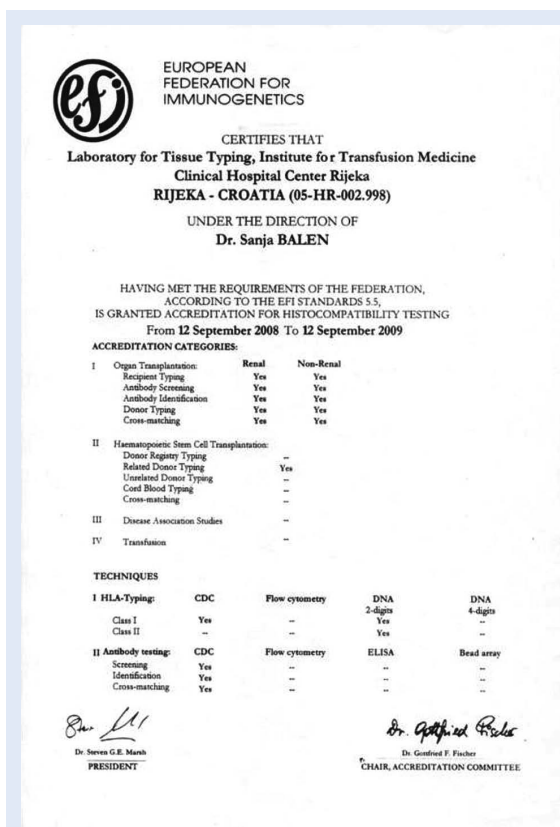 efi
EUROPEAN
FEDERATION FOR
IMMUNOGENETICS
CERTIFIES THAT
Laboratory for Tissue Typing, Institute for Transfusion Medicine
Clinical Hospital Center Rijeka
RIJEKA - CROATIA (05-HR-002.998)
UNDER THE DIRECTION OF
Dr. Sanja BALEN
HAVING MET THE REQUIREMENTS OF THE FEDERATION,
ACCORDING TO THE EFI STANDARDS 5.5,
IS GRANTED ACCREDITATION FOR HISTOCOMPATIBILITY TESTING
From 12 September 2008 To 12 September 2009
ACCREDITATION CATEGORIES:
I Organ Transplantation: Renal Non-Renal
Recipient Typing Yes Yes
Antibody Screening Yes Yes
Antibody Identification Yes Yes
Donor Typing Yes Yes
Cross-matching Yes Yes
II Haematopoietic Stem Cell Transplantation:
Donor Registry Typing --
Related Donor Typing Yes
Unrelated Donor Typing --
Cord Blood Typing --
Cross-matching --
III Disease Association Studies --
IV Transfusion --
TECHNIQUES
I HLA-Typing: CDC Flow cytometry DNA DNA
2-digits 4-digits
Class I Yes -- Yes --
Class II -- -- Yes --
II Antibody testing: CDC Flow cytometry ELISA Bead array
Screening Yes -- -- --
Identification Yes -- -- --
Cross-matching Yes -- -- --
Dr. Gottfried Fischer
Dr. Steven G.E. Marsh Dr. Gottfried F. Fischer
PRESIDENT CHAIR, ACCREDITATION COMMITTEE